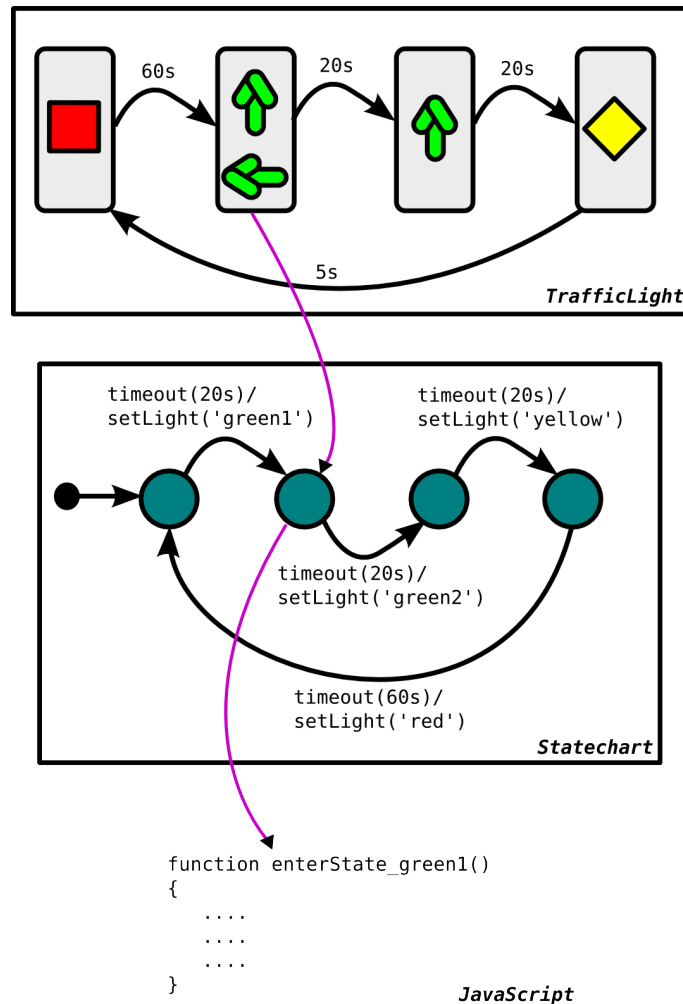 60s
20s
20s
5s
TrafficLight
timeout(20s)/
setLight('green1')
timeout(20s)/
setLight('yellow')
timeout(20s)/
setLight('green2')
timeout(60s)/
setLight('red')
Statechart
function enterState_green1()
{
....
....
....
}
JavaScript